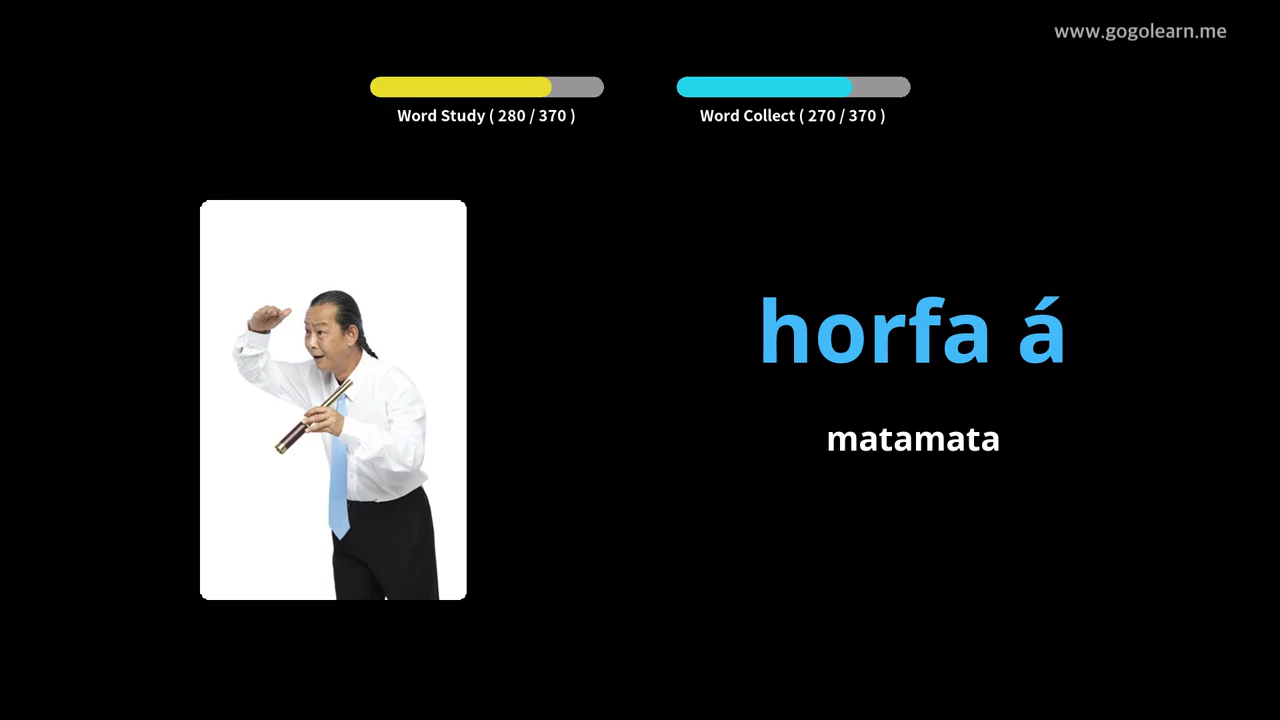 www.gogolearn.me
Word Study ( 280 / 370 )
Word Collect ( 270 / 370 )
horfa á
matamata